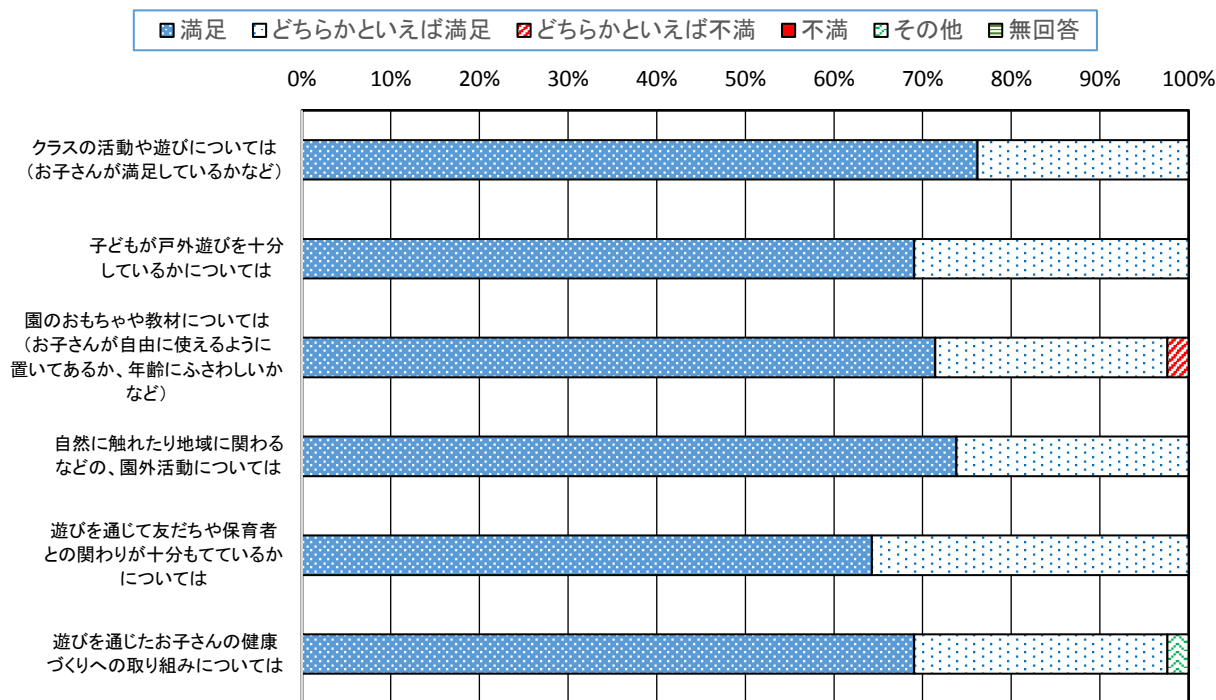 満足 どちらかといえば満足 どちらかといえば不満 不満 その他 無回答
0% 10% 20% 30% 40% 50% 60% 70% 80% 90% 100%
クラスの活動や遊びについては
（お子さんが満足しているかなど）
子どもが戸外遊びを十分
しているかについては
園のおもちゃや教材については
（お子さんが自由に使えるように
置いてあるか、年齢にふさわしいか
など）
自然に触れたり地域に関わる
などの、園外活動については
遊びを通じて友だちや保育者
との関わりが十分もてているか
については
遊びを通じたお子さんの健康
づくりへの取り組みについては